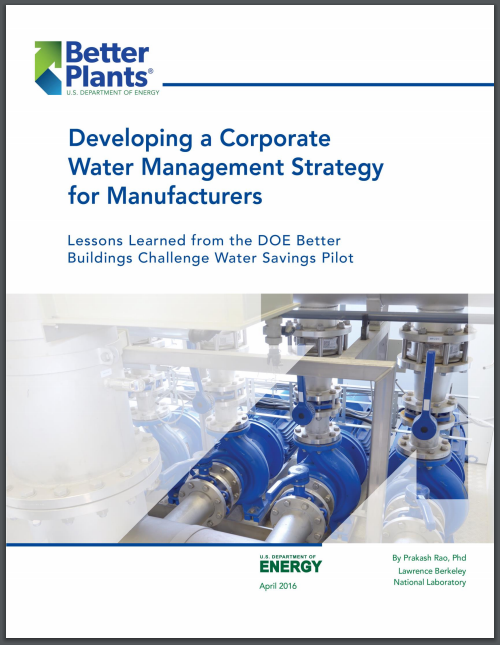 Better
Plants®
U.S. DEPARTMENT OF ENERGY
Developing a Corporate
Water Management Strategy
for Manufacturers
Lessons Learned from the DOE Better
Buildings Challenge Water Savings Pilot
U.S. DEPARTMENT OF
ENERGY
April 2016
By Prakash Rao, Phd
Lawrence Berkeley
National Laboratory